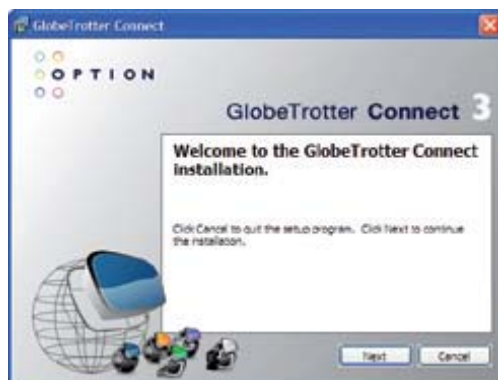 GlobeTrotter Connect
OPTION
GlobeTrotter Connect 3
Welcome to the GlobeTrotter Connect
installation.
Click Cancel to quit the setup program. Click Next to continue
the installation.
Next
Cancel